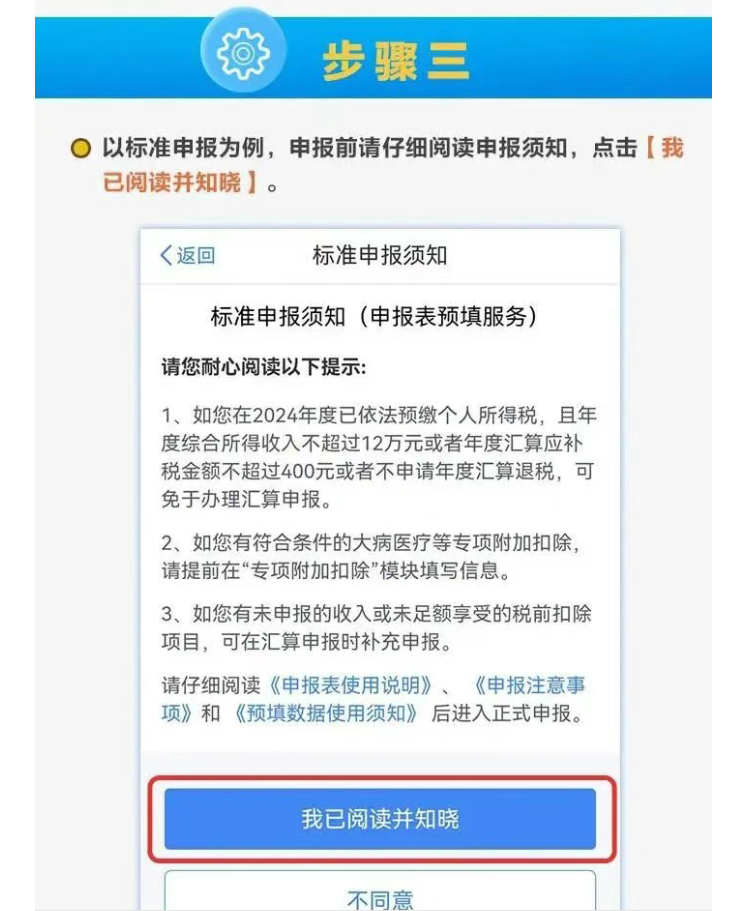 步骤三
以标准申报为例，申报前请仔细阅读申报须知，点击【我
已阅读并知晓】。
返回
标准申报须知
标准申报须知（申报表预填服务）
请您耐心阅读以下提示:
1、如您在2024年度已依法预缴个人所得税，且年
度综合所得收入不超过12万元或者年度汇算应补
税金额不超过400元或者不申请年度汇算退税，可
免于办理汇算申报。
2、如您有符合条件的大病医疗等专项附加扣除，
请提前在“专项附加扣除”模块填写信息。
3、如您有未申报的收入或未足额享受的税前扣除
项目，可在汇算申报时补充申报。
请仔细阅读《申报表使用说明》、《申报注意事
项》和《预填数据使用须知》后进入正式申报。
我已阅读并知晓
不同意